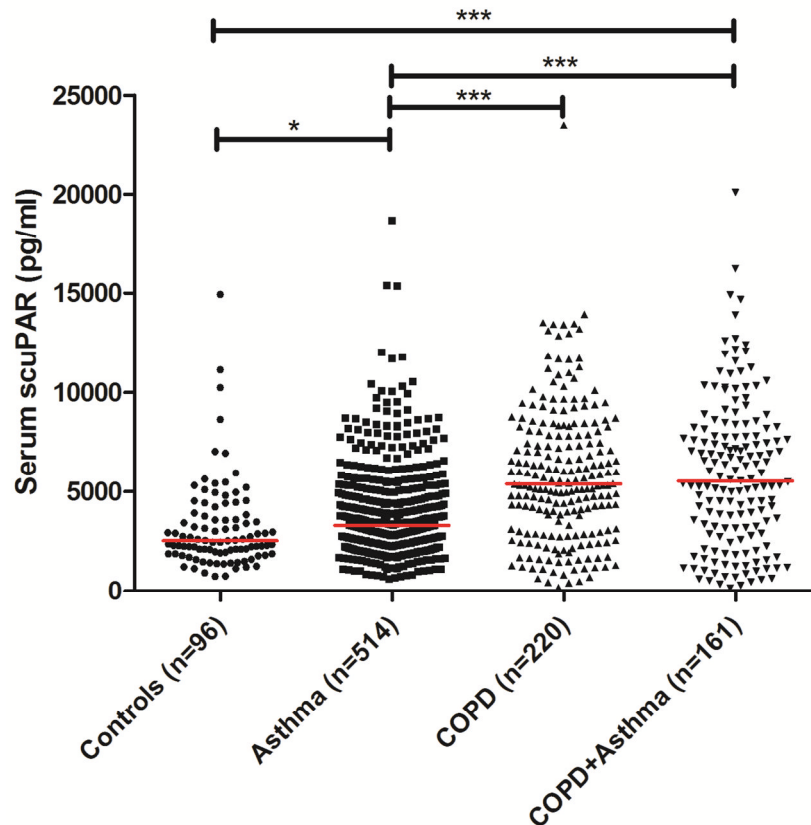 ***
***
***
*
25000
20000
15000
10000
5000
0
Serum scuPAR (pg/ml)
Controls (n=96)
Asthma (n=514)
COPD (n=220)
COPD+Asthma (n=161)